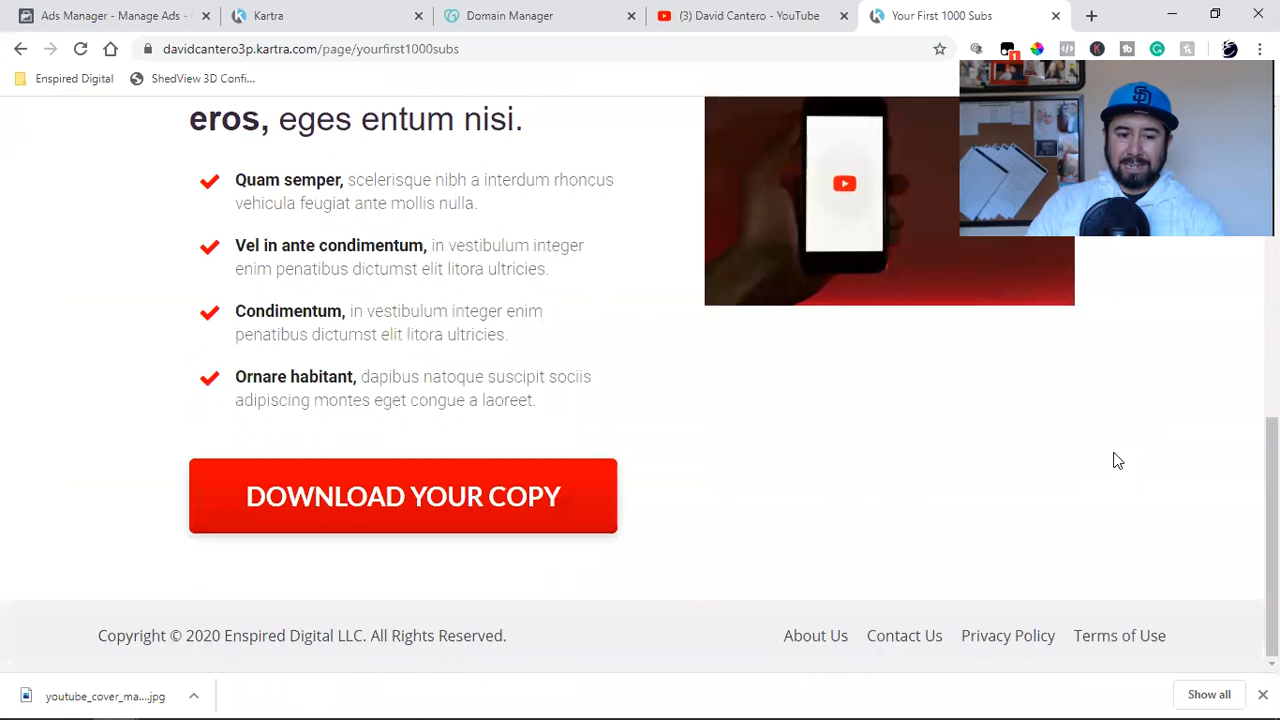 Ads Manager - Manage Ads -
Kartra
Domain Manager
(3) David Cantero - YouTube
Your First 1000 Subs
davidcantero3p.kartra.com/page/yourfirst1000subs
1
Enspired Digital
ShedView 3D Confi...
eros, eges entum nisi.
Quam semper, scelerisque nibh a interdum rhoncus
vehicula feugiat ante mollis nulla.
Vel in ante condimentum, in vestibulum integer
enim penatibus dictumst elit litora ultricies.
Condimentum, in vestibulum integer enim
penatibus dictumst elit litora ultricies.
Ornare habitant, dapibus natoque suscipit sociis
adipiscing montes eget congue a laoreet.
DOWNLOAD YOUR COPY
Copyright © 2020 Enspired Digital LLC. All Rights Reserved.
About Us
Contact Us
Privacy Policy
Terms of Use
youtube_cover_ma....jpg
Show all